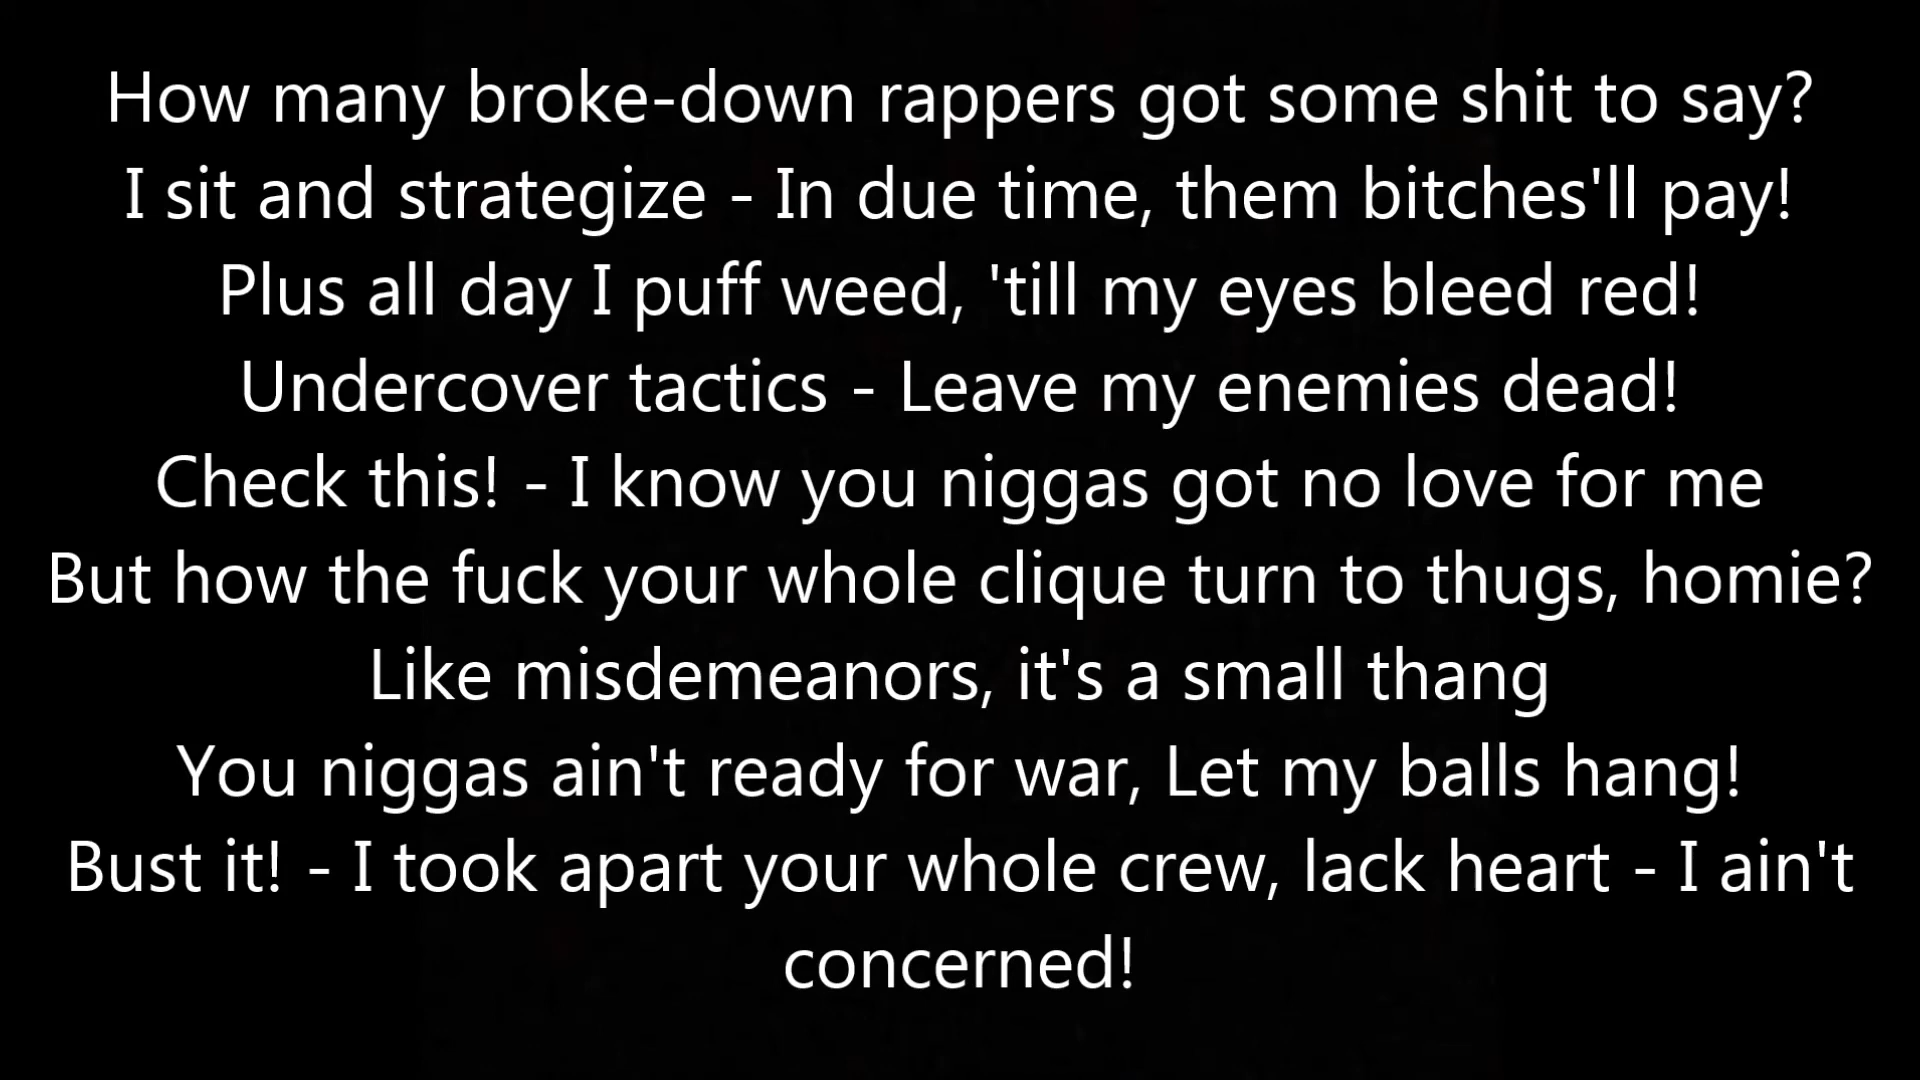 How many broke-down rappers got some shit to say?
I sit and strategize - In due time, them bitches'll pay!
Plus all day I puff weed, 'till my eyes bleed red!
Undercover tactics - Leave my enemies dead!
Check this! - I know you niggas got no love for me
But how the fuck your whole clique turn to thugs, homie?
Like misdemeanors, it's a small thang
You niggas ain't ready for war, Let my balls hang!
Bust it! - I took apart your whole crew, lack heart - I ain't
concerned!